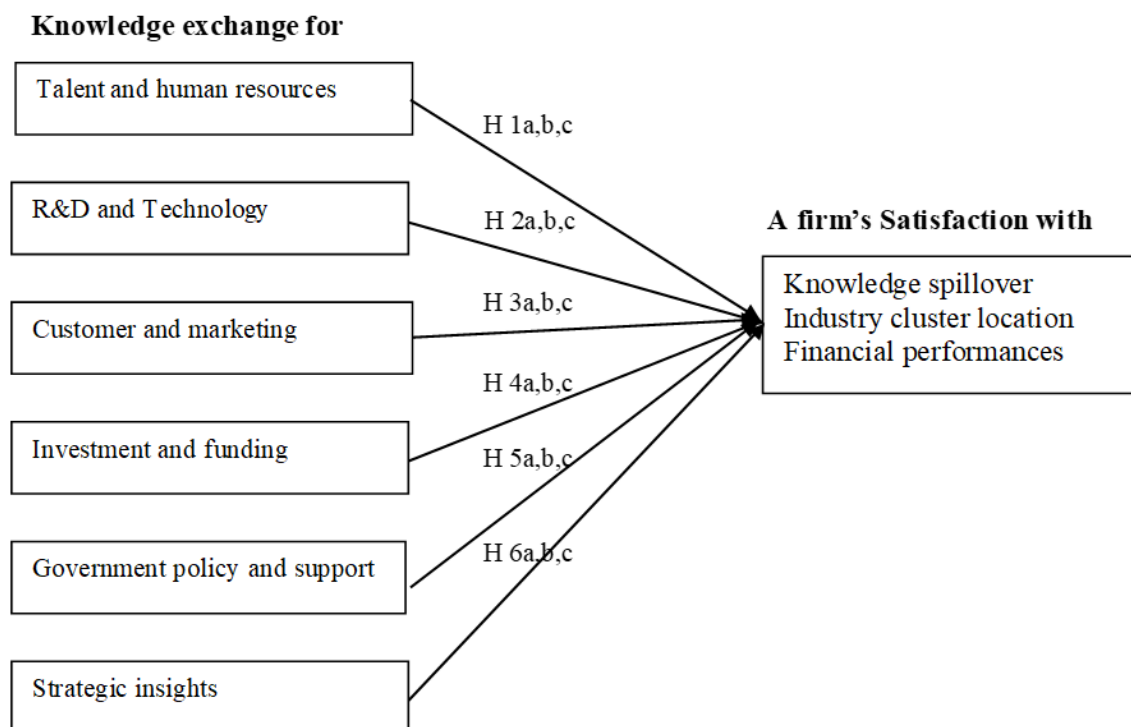 Knowledge exchange for
Talent and human resources
H 1a,b,c
R&D and Technology
H 2a,b,c
A firm's Satisfaction with
Knowledge spillover
Industry cluster location
Financial performances
H 3a,b,c
Customer and marketing
H 4a,b,c
Investment and funding
H 5a,b,c
Government policy and support
H 6a,b,c
Strategic insights